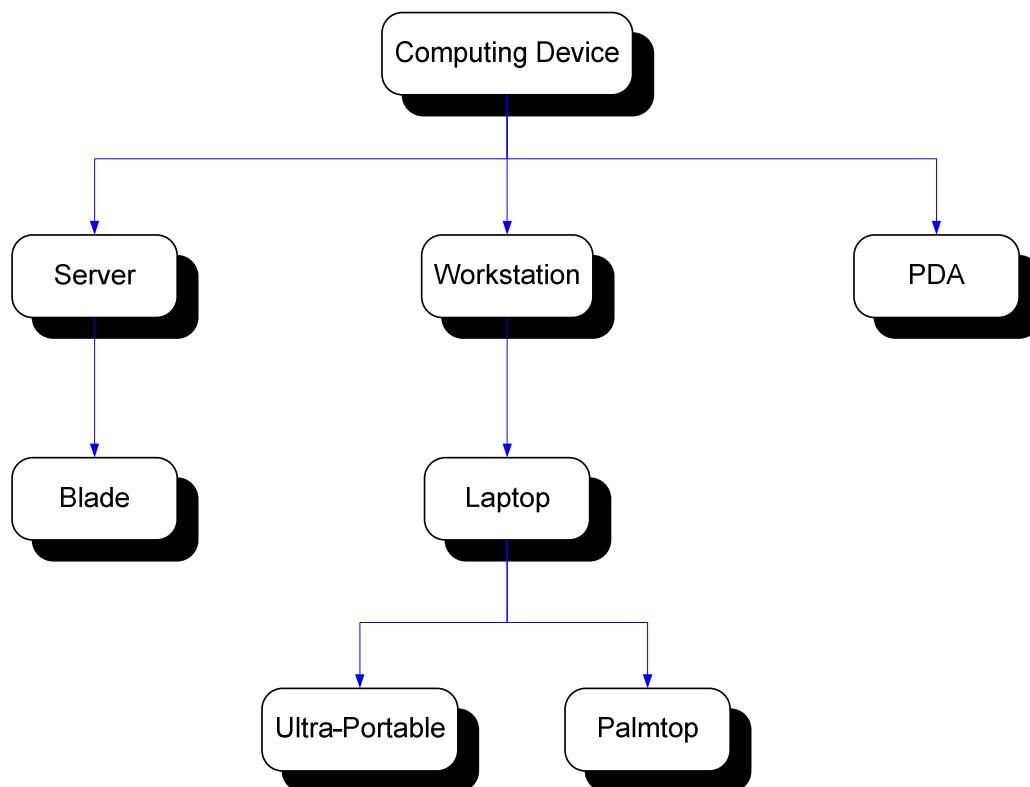 Computing Device
Server
Workstation
PDA
Blade
Laptop
Ultra-Portable
Palmtop